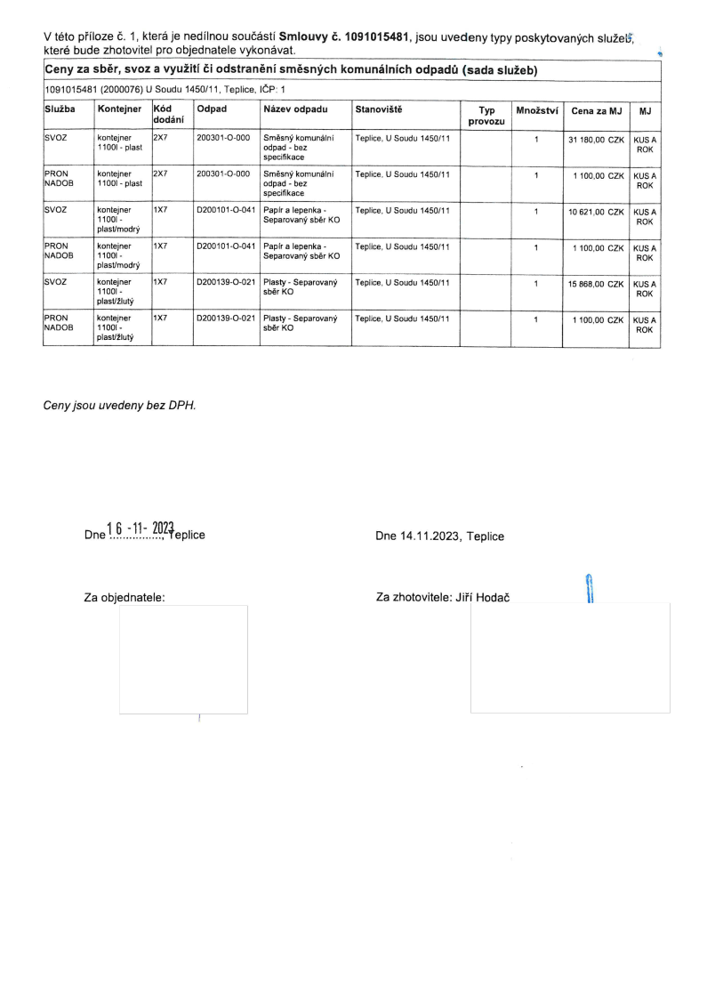 V této příloze č. 1, která je nedílnou součástí Smlouvy č. 1091015481, jsou uvedeny typy poskytovaných služeb,
které bude zhotovitel pro objednatele vykonávat.
Ceny za sběr, svoz a využití či odstranění směsných komunálních odpadů (sada služeb)
1091015481 (2000076) U Soudu 1450/11, Teplice, IČP: 1
Služba Kontejner Kód dodání Odpad Název odpadu Stanoviště Typ provozu Množství Cena za MJ MJ
SVOZ kontejner 1100l - plast 2X7 200301-O-000 Směsný komunální odpad - bez specifikace Teplice, U Soudu 1450/11 1 31 180,00 CZK KUS A ROK
PRON NADOB kontejner 1100l - plast 2X7 200301-O-000 Směsný komunální odpad - bez specifikace Teplice, U Soudu 1450/11 1 1 100,00 CZK KUS A ROK
SVOZ kontejner 1100l - plast/modrý 1X7 D200101-O-041 Papír a lepenka - Separovaný sběr KO Teplice, U Soudu 1450/11 1 10 621,00 CZK KUS A ROK
PRON NADOB kontejner 1100l - plast/modrý 1X7 D200101-O-041 Papír a lepenka - Separovaný sběr KO Teplice, U Soudu 1450/11 1 1 100,00 CZK KUS A ROK
SVOZ kontejner 1100l - plast/žlutý 1X7 D200139-O-021 Plasty - Separovaný sběr KO Teplice, U Soudu 1450/11 1 15 868,00 CZK KUS A ROK
PRON NADOB kontejner 1100l - plast/žlutý 1X7 D200139-O-021 Plasty - Separovaný sběr KO Teplice, U Soudu 1450/11 1 1 100,00 CZK KUS A ROK
Ceny jsou uvedeny bez DPH.
Dne 16 -11- 2023, Teplice
Dne 14.11.2023, Teplice
Za objednatele:
Za zhotovitele: Jiří Hodač